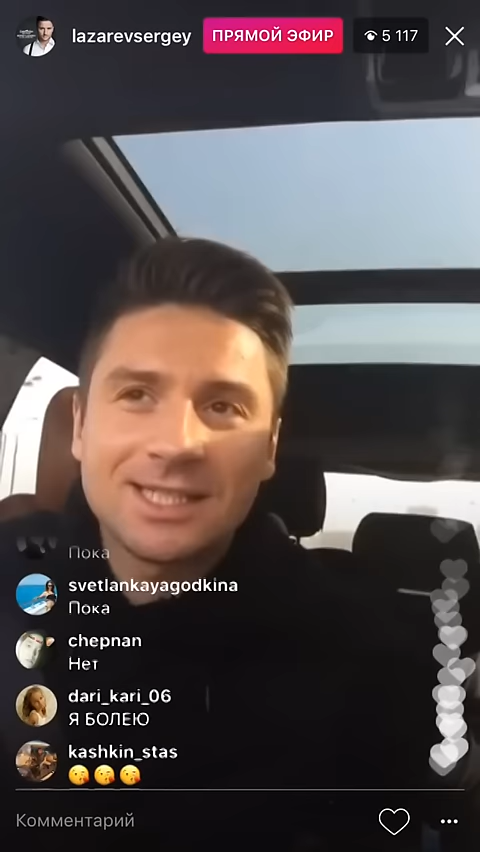 lazarevsergey
ПРЯМОЙ ЭФИР
5 117
Пока
svetlankayagodkina
Пока
chepnan
Нет
dari_kari_06
Я БОЛЕЮ
kashkin_stas
😘😘😘
Комментарий